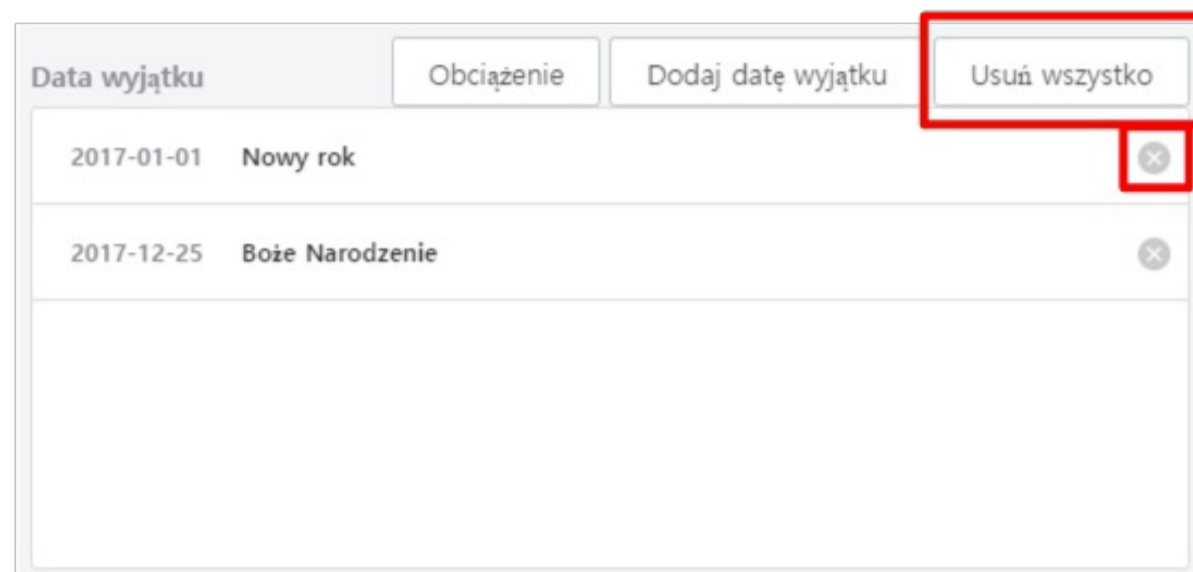 Data wyjątku Obciążenie Dodaj datę wyjątku Usuń wszystko
2017-01-01 Nowy rok
2017-12-25 Boże Narodzenie